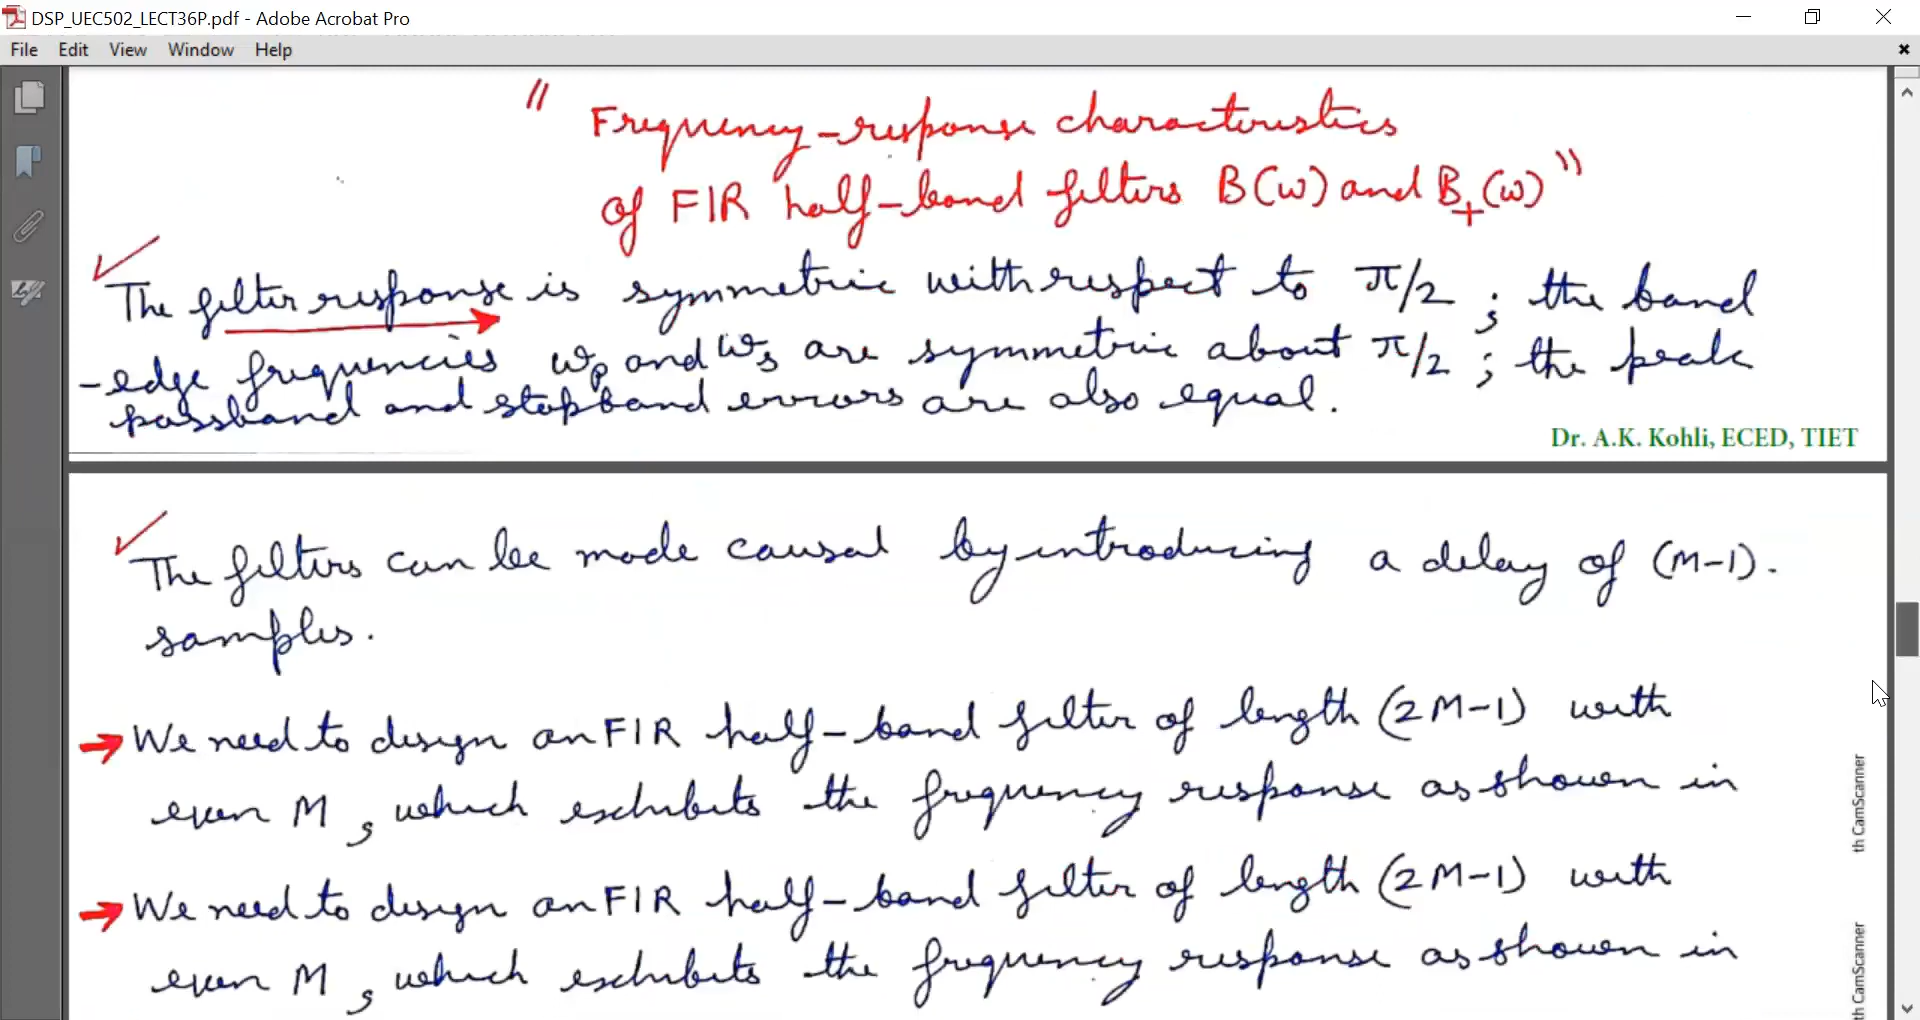 DSP_UEC502_LECT36P.pdf - Adobe Acrobat Pro
File Edit View Window Help
" Frequency-response characteristics
of FIR half-band filters B(ω) and B+(ω) "
The filter response is symmetric with respect to π/2 ; the band
-edge frequencies ωp and ωs are symmetric about π/2 ; the peak
passband and stopband errors are also equal.
Dr. A.K. Kohli, ECED, TIET
The filters can be made causal by introducing a delay of (M-1).
samples.
We need to design an FIR half-band filter of length (2M-1) with
even M, which exhibits the frequency response as shown in
th CamScanner
We need to design an FIR half-band filter of length (2M-1) with
even M, which exhibits the frequency response as shown in
th CamScanner